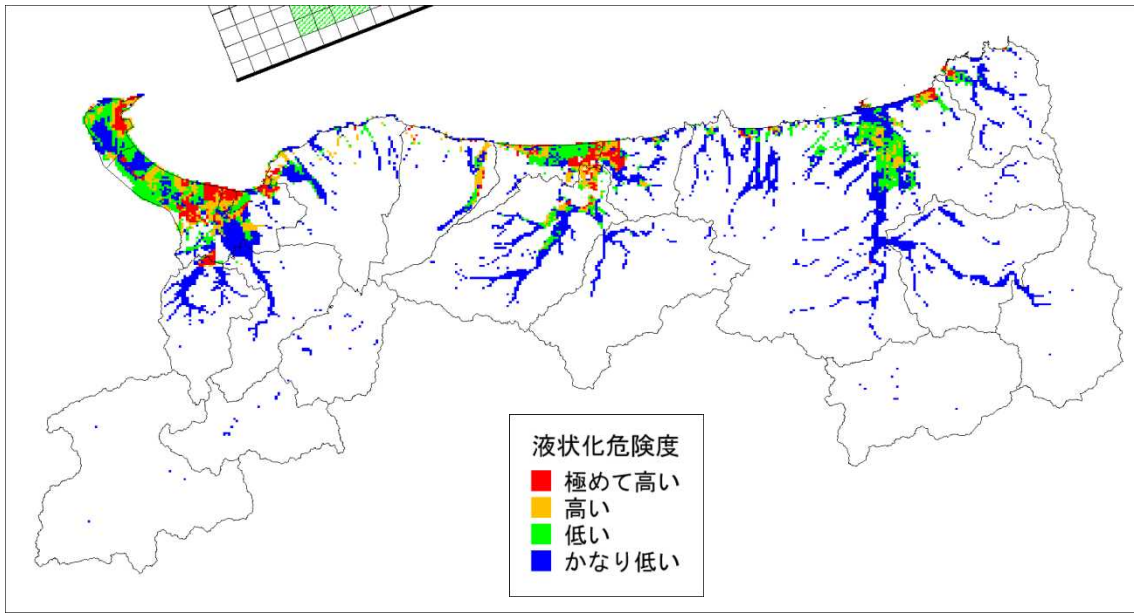 液状化危険度
極めて高い
高い
低い
かなり低い